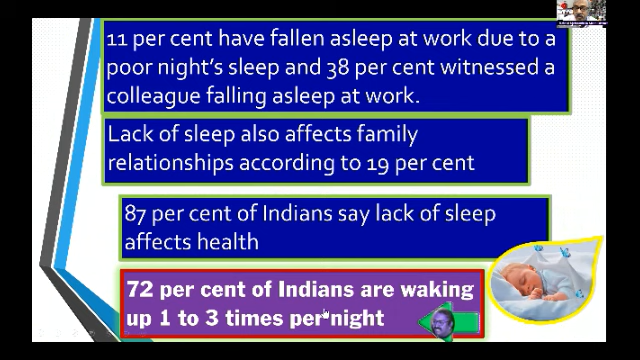 11 per cent have fallen asleep at work due to a
poor night's sleep and 38 per cent witnessed a
colleague falling asleep at work.
Lack of sleep also affects family
relationships according to 19 per cent
87 per cent of Indians say lack of sleep
affects health
72 per cent of Indians are waking
up 1 to 3 times per night